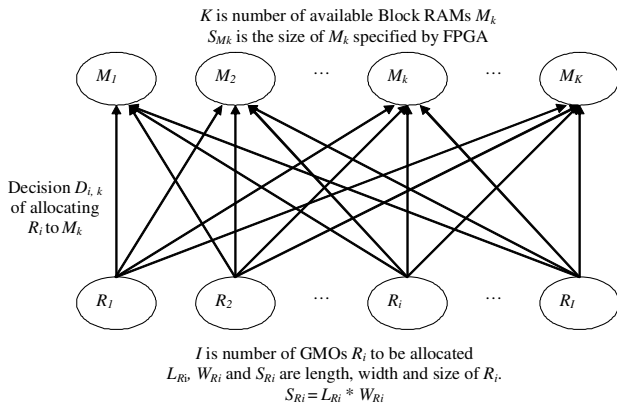 K is number of available Block RAMs Mk
SMk is the size of Mk specified by FPGA
M1 M2 ... Mk ... MK
Decision Di, k
of allocating
Ri to Mk
R1 R2 ... Ri ... RI
I is number of GMOs Ri to be allocated
LRi, WRi and SRi are length, width and size of Ri.
SRi = LRi * WRi